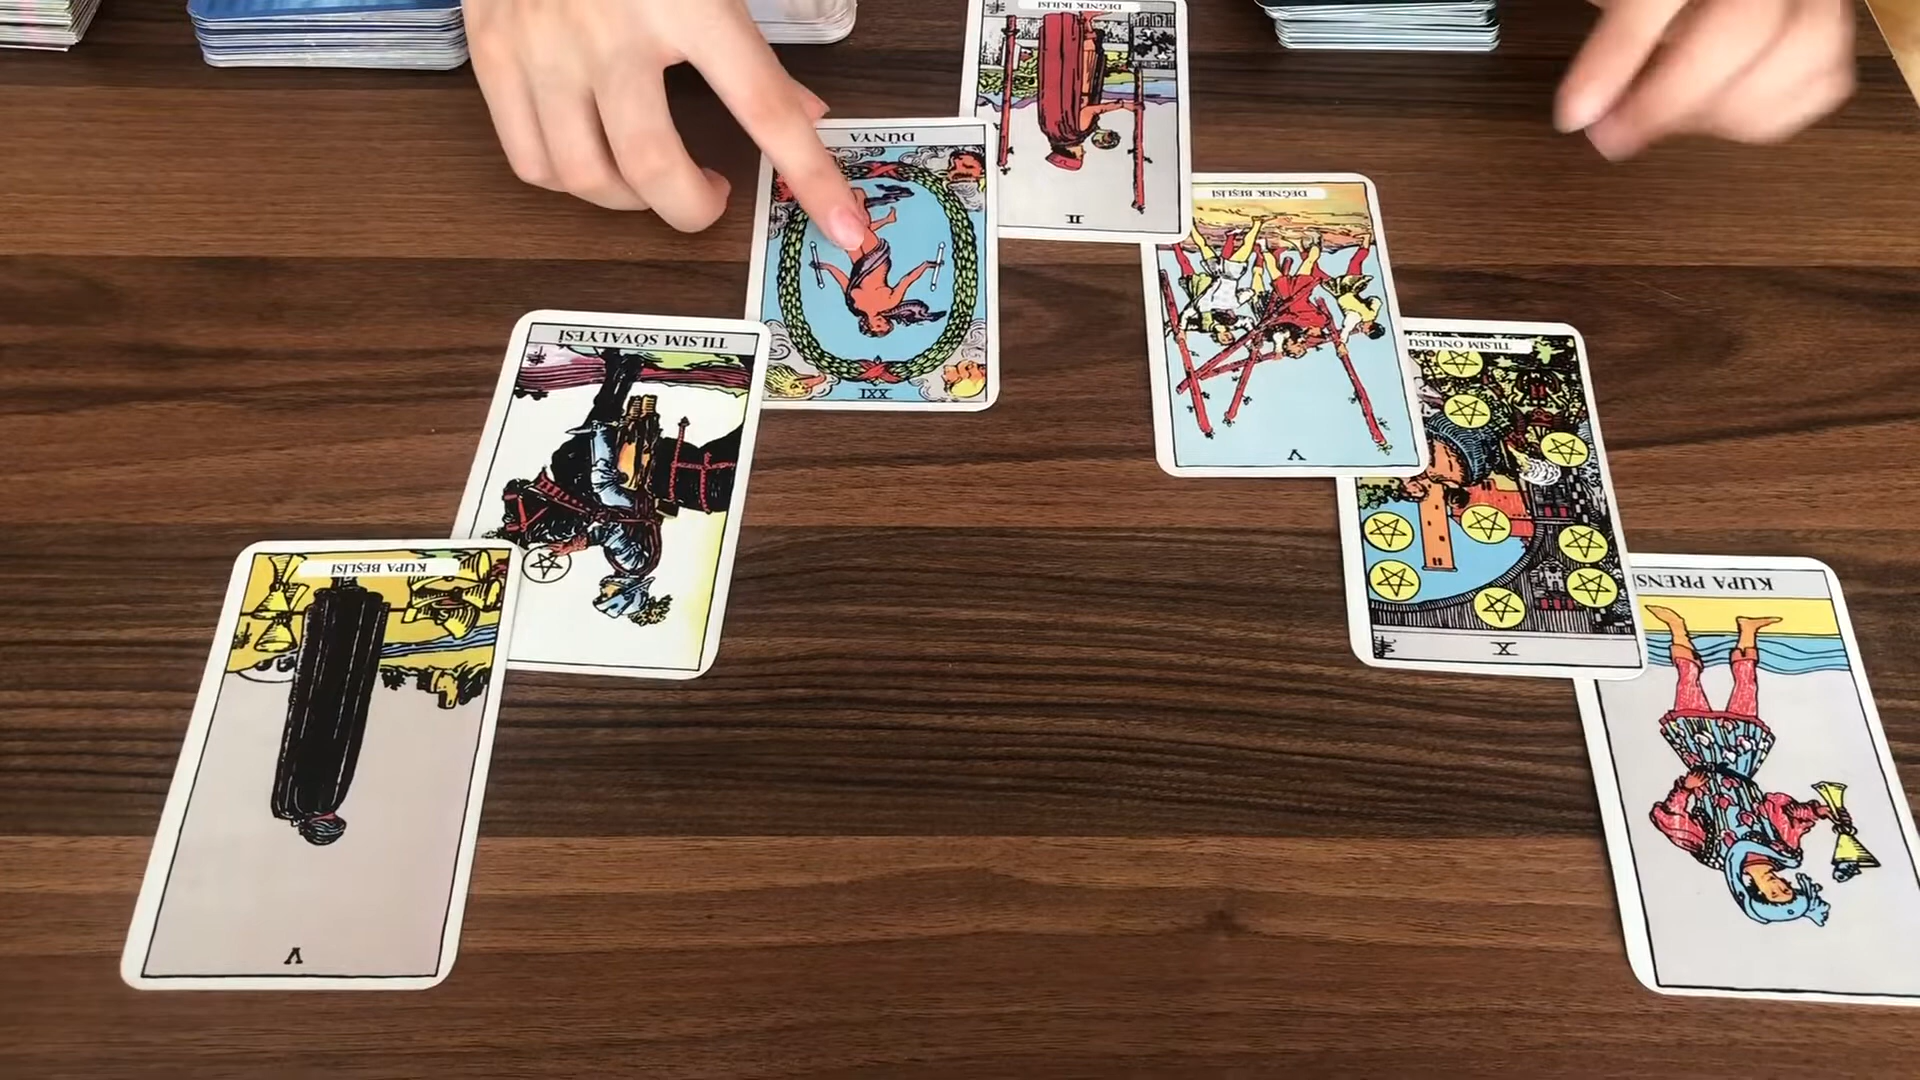 DEĞNEK İKİLİSİ
II
DÜNYA
XXI
DEĞNEK BEŞLİSİ
V
TILSIM ŞÖVALYESİ
TILSIM ONLUSU
X
KUPA BEŞLİSİ
V
KUPA PRENSİ